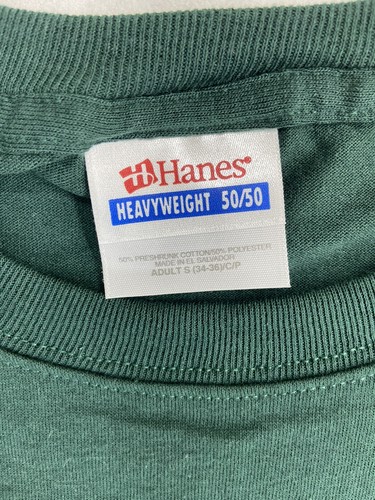 Hanes®
HEAVYWEIGHT 50/50
50% PRESHRUNK COTTON/50% POLYESTER
MADE IN EL SALVADOR
ADULT S (34-36)/C/P